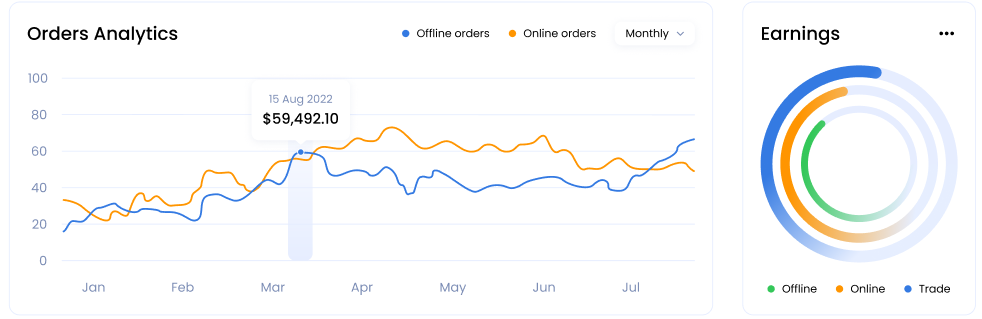 Orders Analytics
Offline orders
Online orders
Monthly
100
80
60
40
20
0
15 Aug 2022
$59,492.10
Jan
Feb
Mar
Apr
May
Jun
Jul
Earnings
Offline
Online
Trade